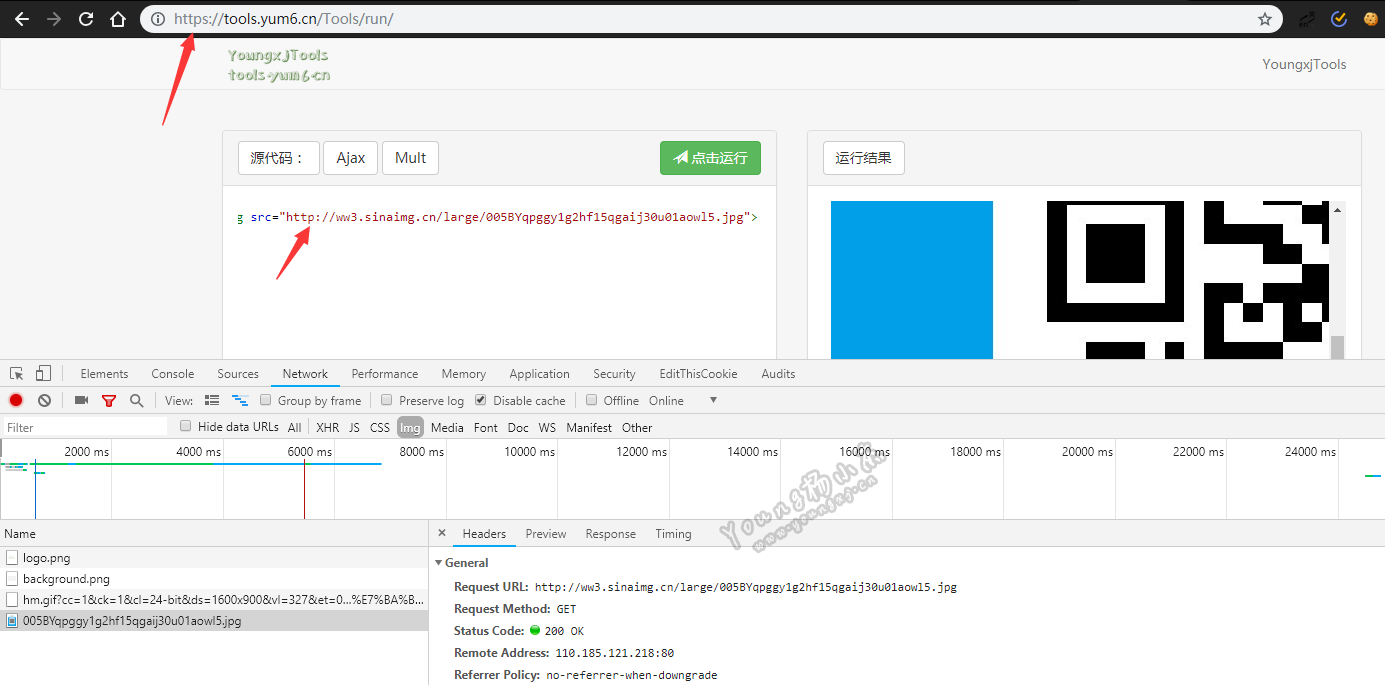 https://tools.yum6.cn/Tools/run/
YoungxjTools
tools-yum6-cn
YoungxjTools
源代码： Ajax Mult 点击运行
运行结果
g src="http://ww3.sinaimg.cn/large/005BYqpggy1g2hf15qgaij30u01aowl5.jpg">
Elements Console Sources Network Performance Memory Application Security EditThisCookie Audits
View: Group by frame Preserve log Disable cache Offline Online
Filter Hide data URLs All XHR JS CSS Img Media Font Doc WS Manifest Other
2000 ms 4000 ms 6000 ms 8000 ms 10000 ms 12000 ms 14000 ms 16000 ms 18000 ms 20000 ms 22000 ms 24000 ms
Young杨小杰
www.youngxj.cn
Name
logo.png
background.png
hm.gif?cc=1&ck=1&cl=24-bit&ds=1600x900&vl=327&et=0...%E7%BA%B...
005BYqpggy1g2hf15qgaij30u01aowl5.jpg
× Headers Preview Response Timing
General
Request URL: http://ww3.sinaimg.cn/large/005BYqpggy1g2hf15qgaij30u01aowl5.jpg
Request Method: GET
Status Code: 200 OK
Remote Address: 110.185.121.218:80
Referrer Policy: no-referrer-when-downgrade